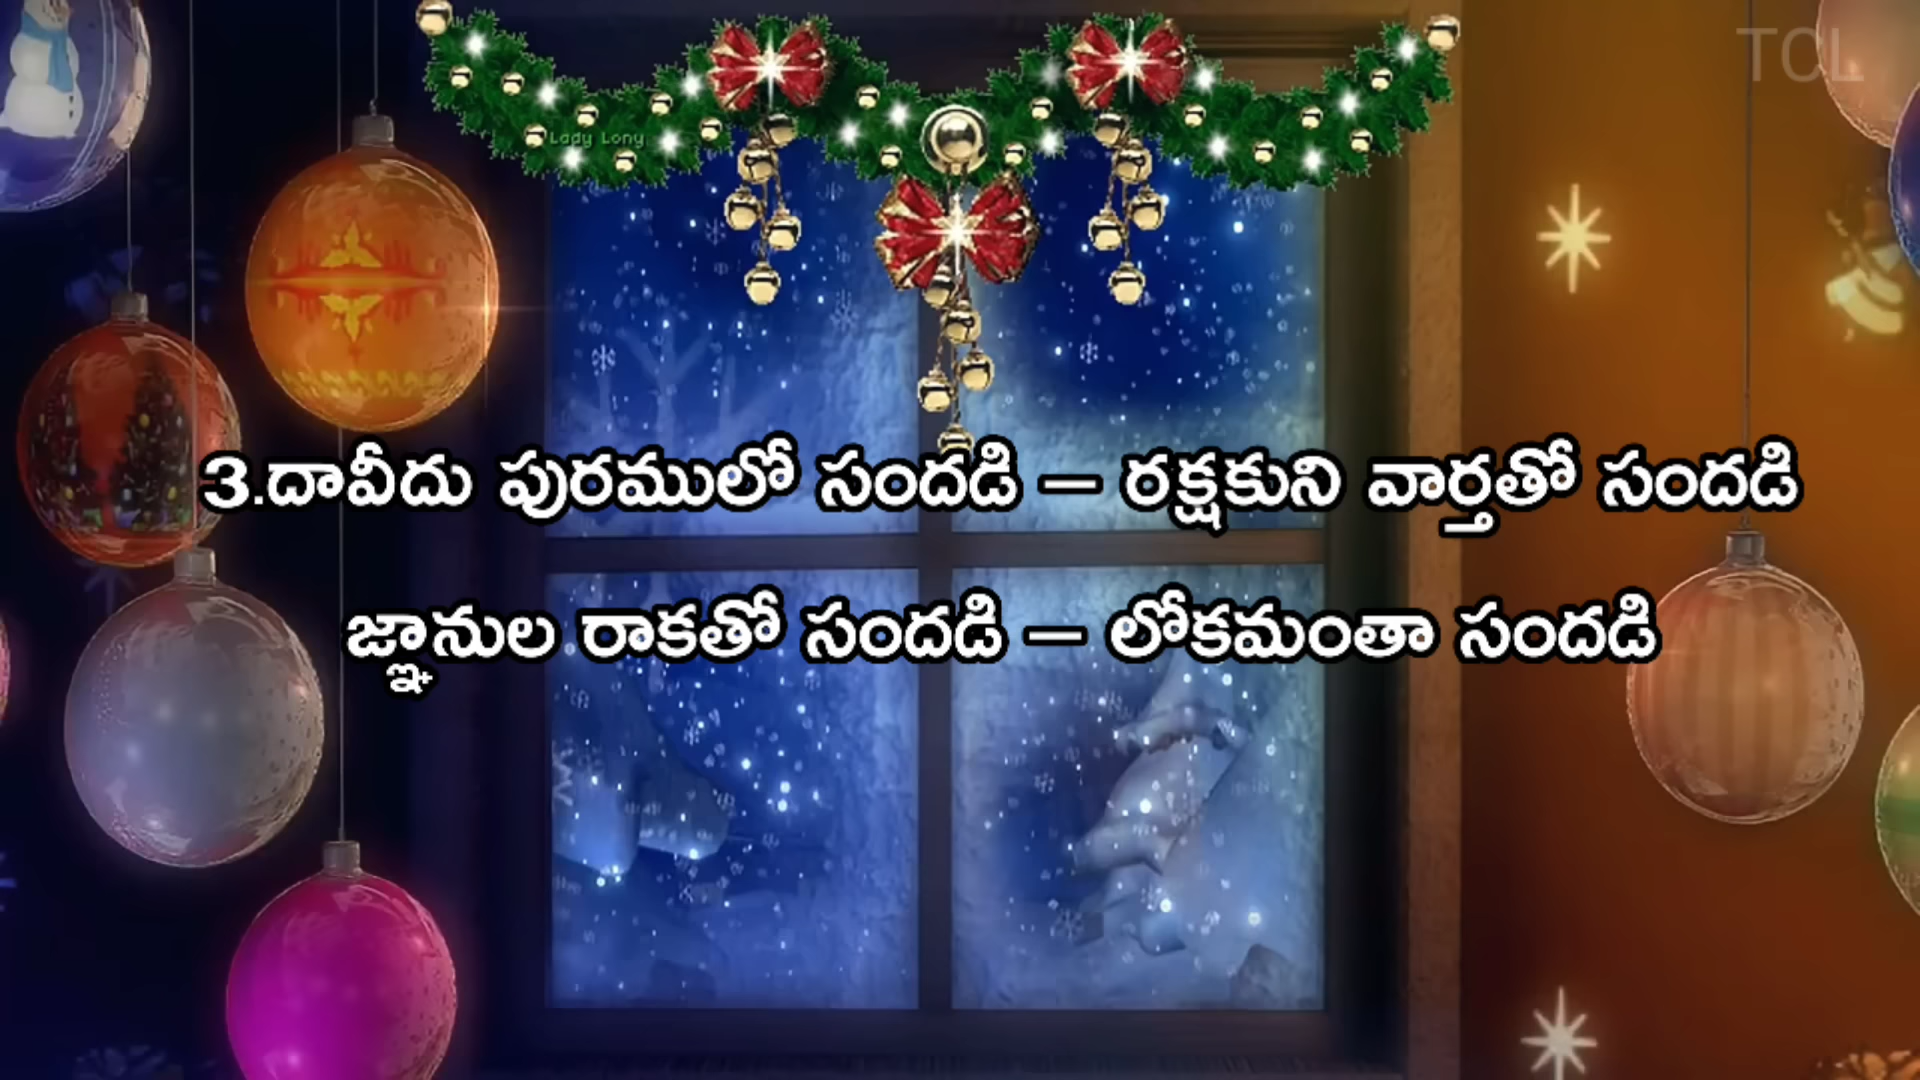 TCL
Lady Lony
3.దావీదు పురములో సందడి – రక్షకుని వార్తతో సందడి
జ్ఞానుల రాకతో సందడి – లోకమంతా సందడి